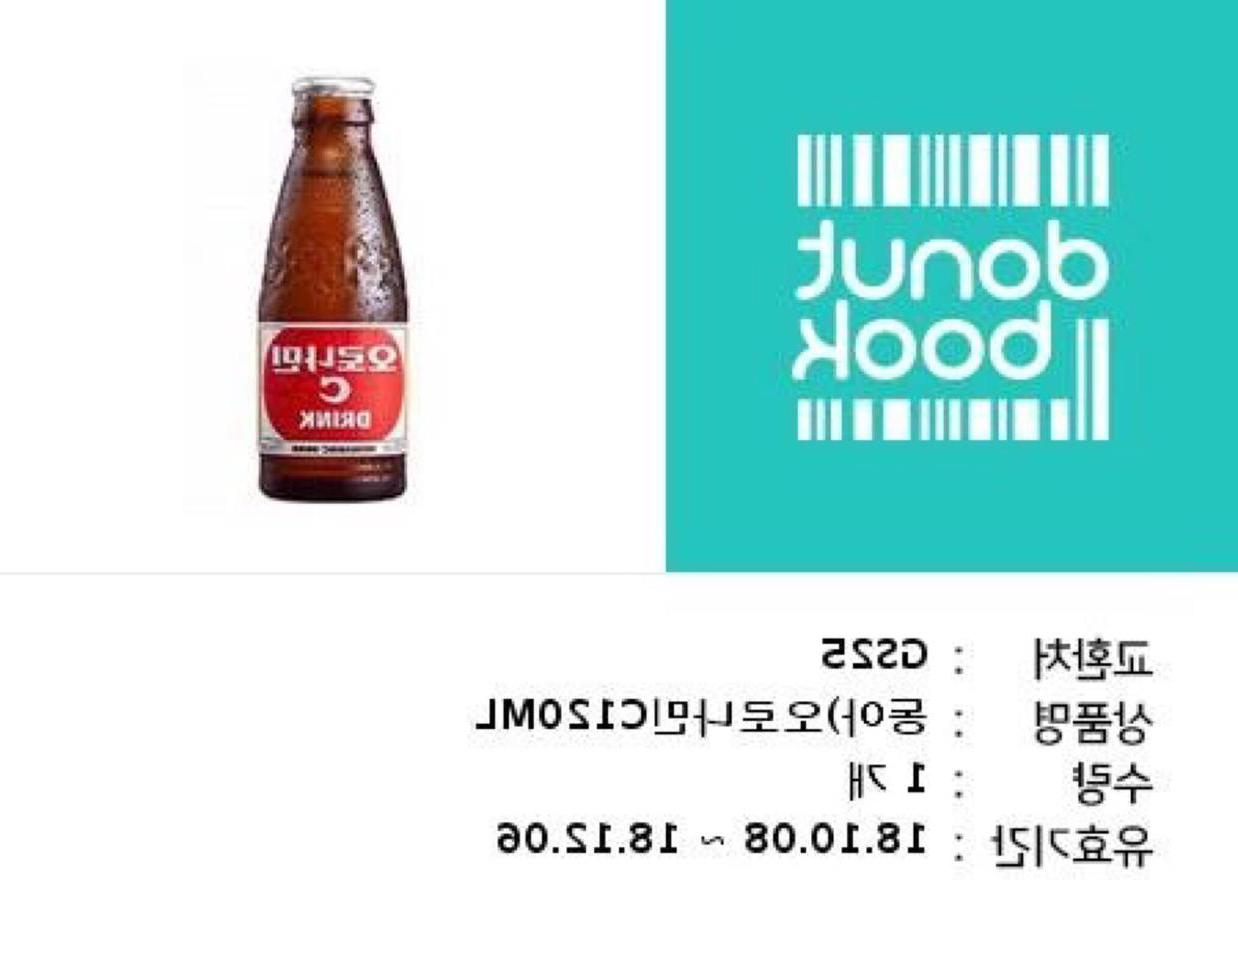 donut
book
오로나민
C
DRINK
교환처 : GS25
상품명 : 동아)오로나민C120ML
수량 : 1 개
유효기간 : 18.10.08 ~ 18.12.06